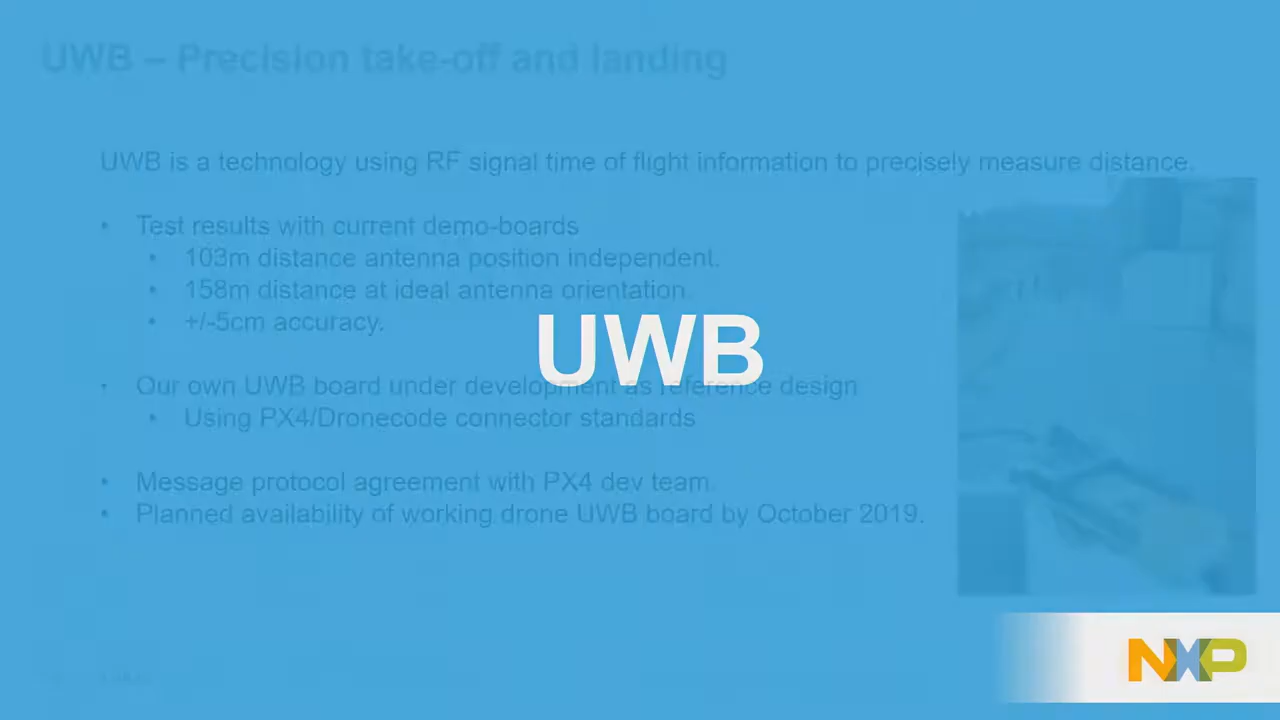 UWB – Precision take-off and landing
UWB is a technology using RF signal time of flight information to precisely measure distance.
• Test results with current demo-boards
• 103m distance antenna position independent.
• 158m distance at ideal antenna orientation.
• +/-5cm accuracy.
UWB
• Our own UWB board under development as reference design
• Using PX4/Dronecode connector standards
• Message protocol agreement with PX4 dev team.
• Planned availability of working drone UWB board by October 2019.
NXP